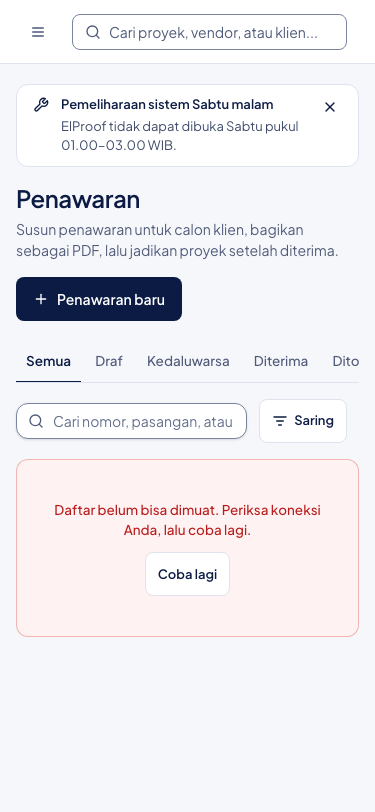 Cari proyek, vendor, atau klien...
Pemeliharaan sistem Sabtu malam
ElProof tidak dapat dibuka Sabtu pukul
01.00–03.00 WIB.
Penawaran
Susun penawaran untuk calon klien, bagikan
sebagai PDF, lalu jadikan proyek setelah diterima.
Penawaran baru
Semua Draf Kedaluwarsa Diterima Dito
Cari nomor, pasangan, atau
Saring
Daftar belum bisa dimuat. Periksa koneksi
Anda, lalu coba lagi.
Coba lagi